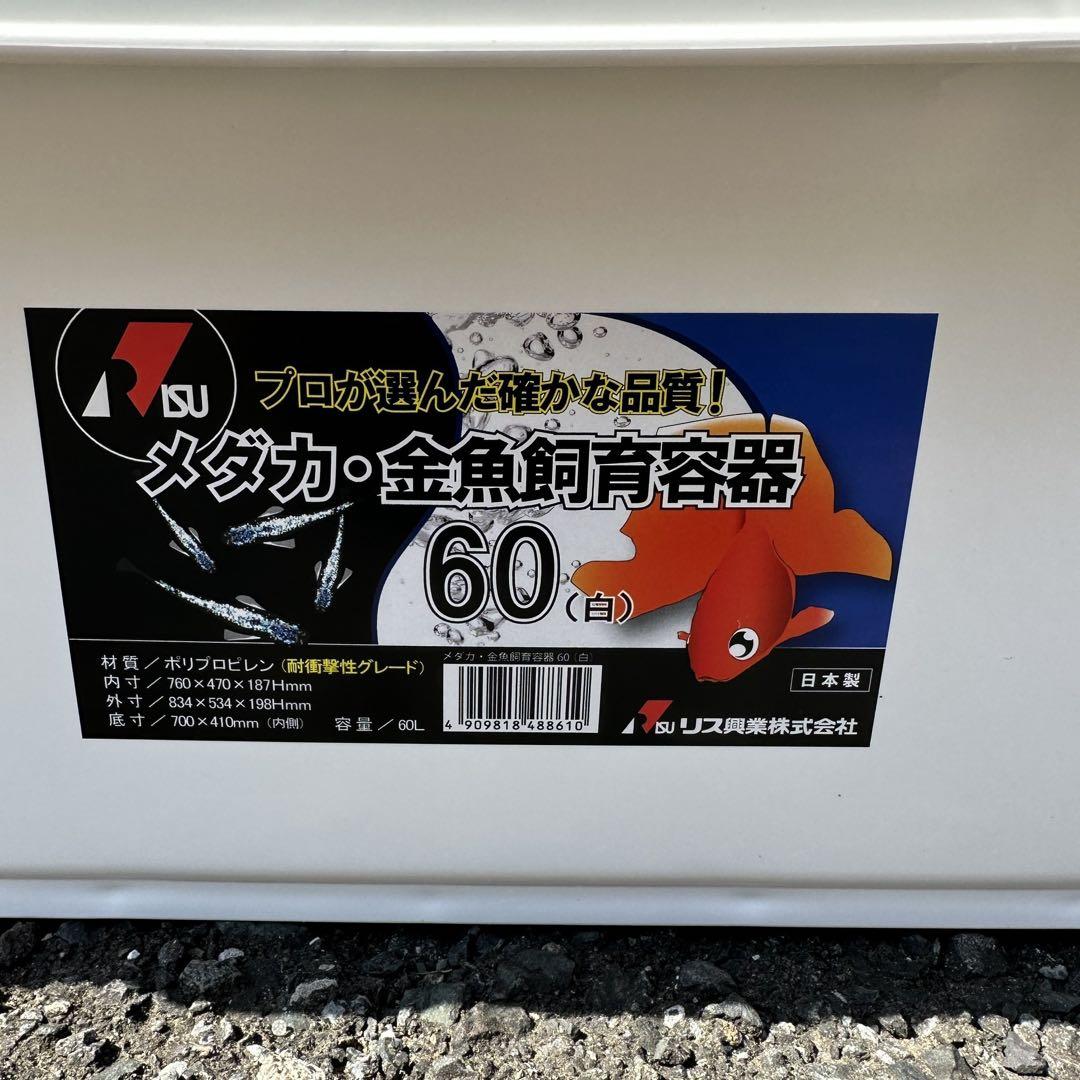 RISU
プロが選んだ確かな品質!
メダカ・金魚飼育容器
60(白)
材質/ポリプロピレン(耐衝撃性グレード)
内寸/760×470×187Hmm
外寸/834×534×198Hmm
底寸/700×410mm(内側) 容量/60L
メダカ・金魚飼育容器60(白)
4 909818 488610
日本製
RISU リス興業株式会社